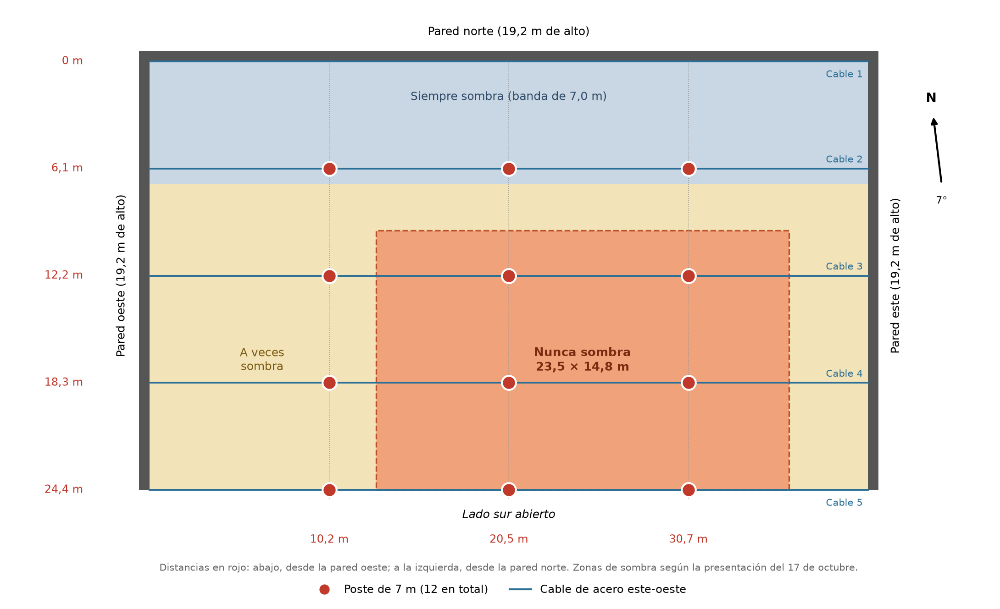 Pared norte (19,2 m de alto)
0 m
Cable 1
Siempre sombra (banda de 7,0 m)
N
Cable 2
6,1 m
7°
Pared oeste (19,2 m de alto)
Pared este (19,2 m de alto)
Cable 3
12,2 m
A veces
sombra
Nunca sombra
23,5 × 14,8 m
Cable 4
18,3 m
24,4 m
Cable 5
Lado sur abierto
10,2 m
20,5 m
30,7 m
Distancias en rojo: abajo, desde la pared oeste; a la izquierda, desde la pared norte. Zonas de sombra según la presentación del 17 de octubre.
Poste de 7 m (12 en total)
Cable de acero este-oeste